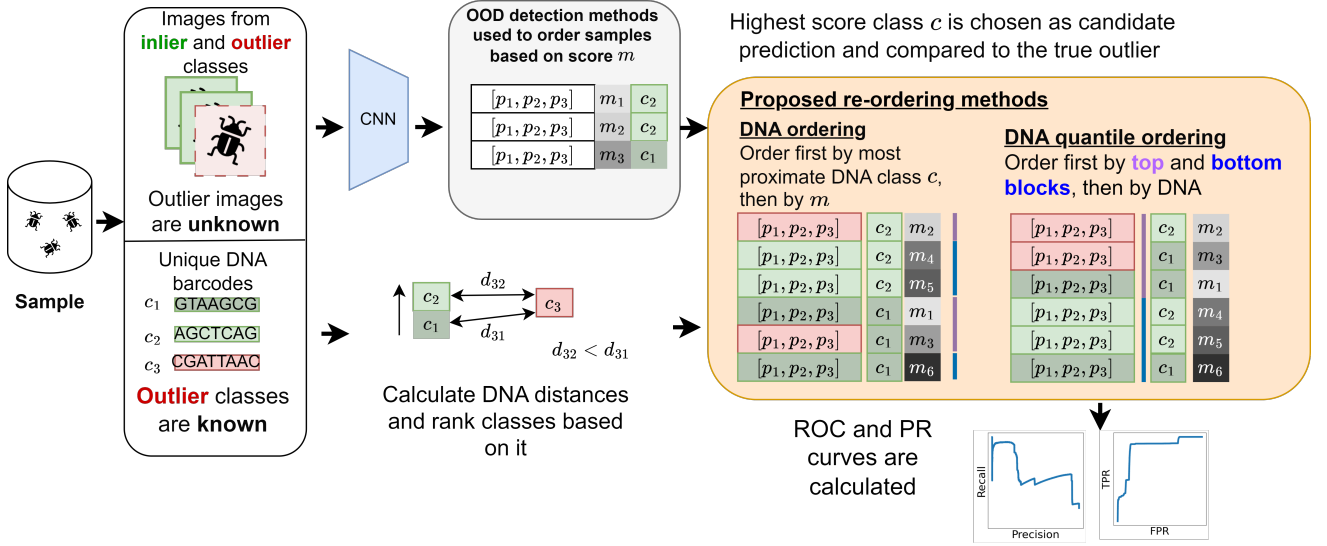 Sample
Images from
inlier and outlier
classes
Outlier images
are unknown
Unique DNA
barcodes
c₁ GTAAGCG
c₂ AGCTCAG
c₃ CGATTAAC
Outlier classes
are known
CNN
OOD detection methods
used to order samples
based on score m
[p₁, p₂, p₃] m₁ c₂
[p₁, p₂, p₃] m₂ c₂
[p₁, p₂, p₃] m₃ c₁
c₂
c₁
d₃₂
d₃₁
c₃
d₃₂ < d₃₁
Calculate DNA distances
and rank classes based
on it
Highest score class c is chosen as candidate
prediction and compared to the true outlier
Proposed re-ordering methods
DNA ordering
Order first by most
proximate DNA class c,
then by m
[p₁, p₂, p₃] c₂ m₂
[p₁, p₂, p₃] c₂ m₄
[p₁, p₂, p₃] c₂ m₅
[p₁, p₂, p₃] c₁ m₁
[p₁, p₂, p₃] c₁ m₃
[p₁, p₂, p₃] c₁ m₆
DNA quantile ordering
Order first by top and bottom
blocks, then by DNA
[p₁, p₂, p₃] c₂ m₂
[p₁, p₂, p₃] c₁ m₃
[p₁, p₂, p₃] c₁ m₁
[p₁, p₂, p₃] c₂ m₄
[p₁, p₂, p₃] c₂ m₅
[p₁, p₂, p₃] c₁ m₆
ROC and PR
curves are
calculated
Recall
Precision
TPR
FPR